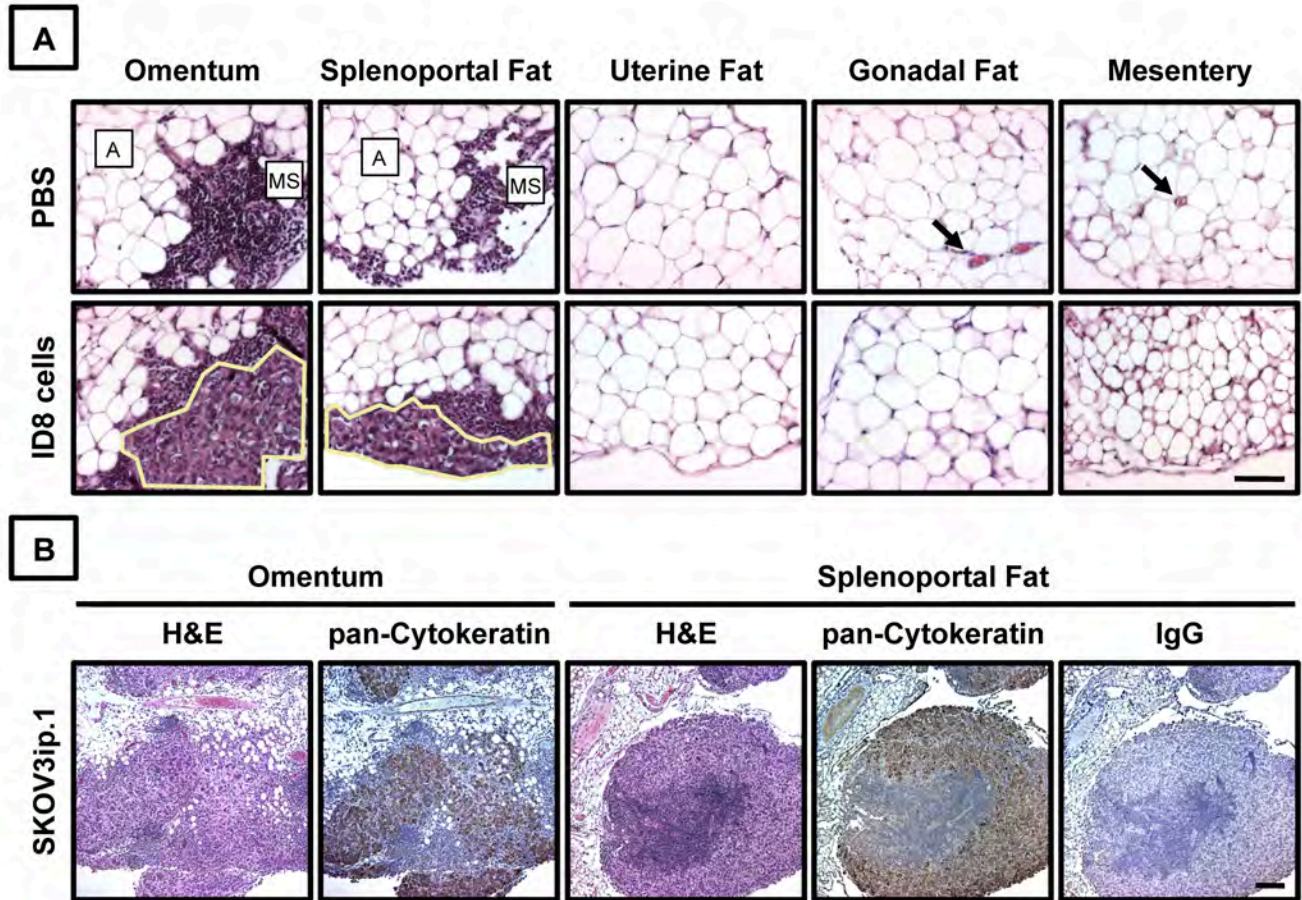 A
Omentum Splenoportal Fat Uterine Fat Gonadal Fat Mesentery
PBS
A
MS
A
MS
ID8 cells
B
Omentum Splenoportal Fat
H&E pan-Cytokeratin H&E pan-Cytokeratin IgG
SKOV3ip.1